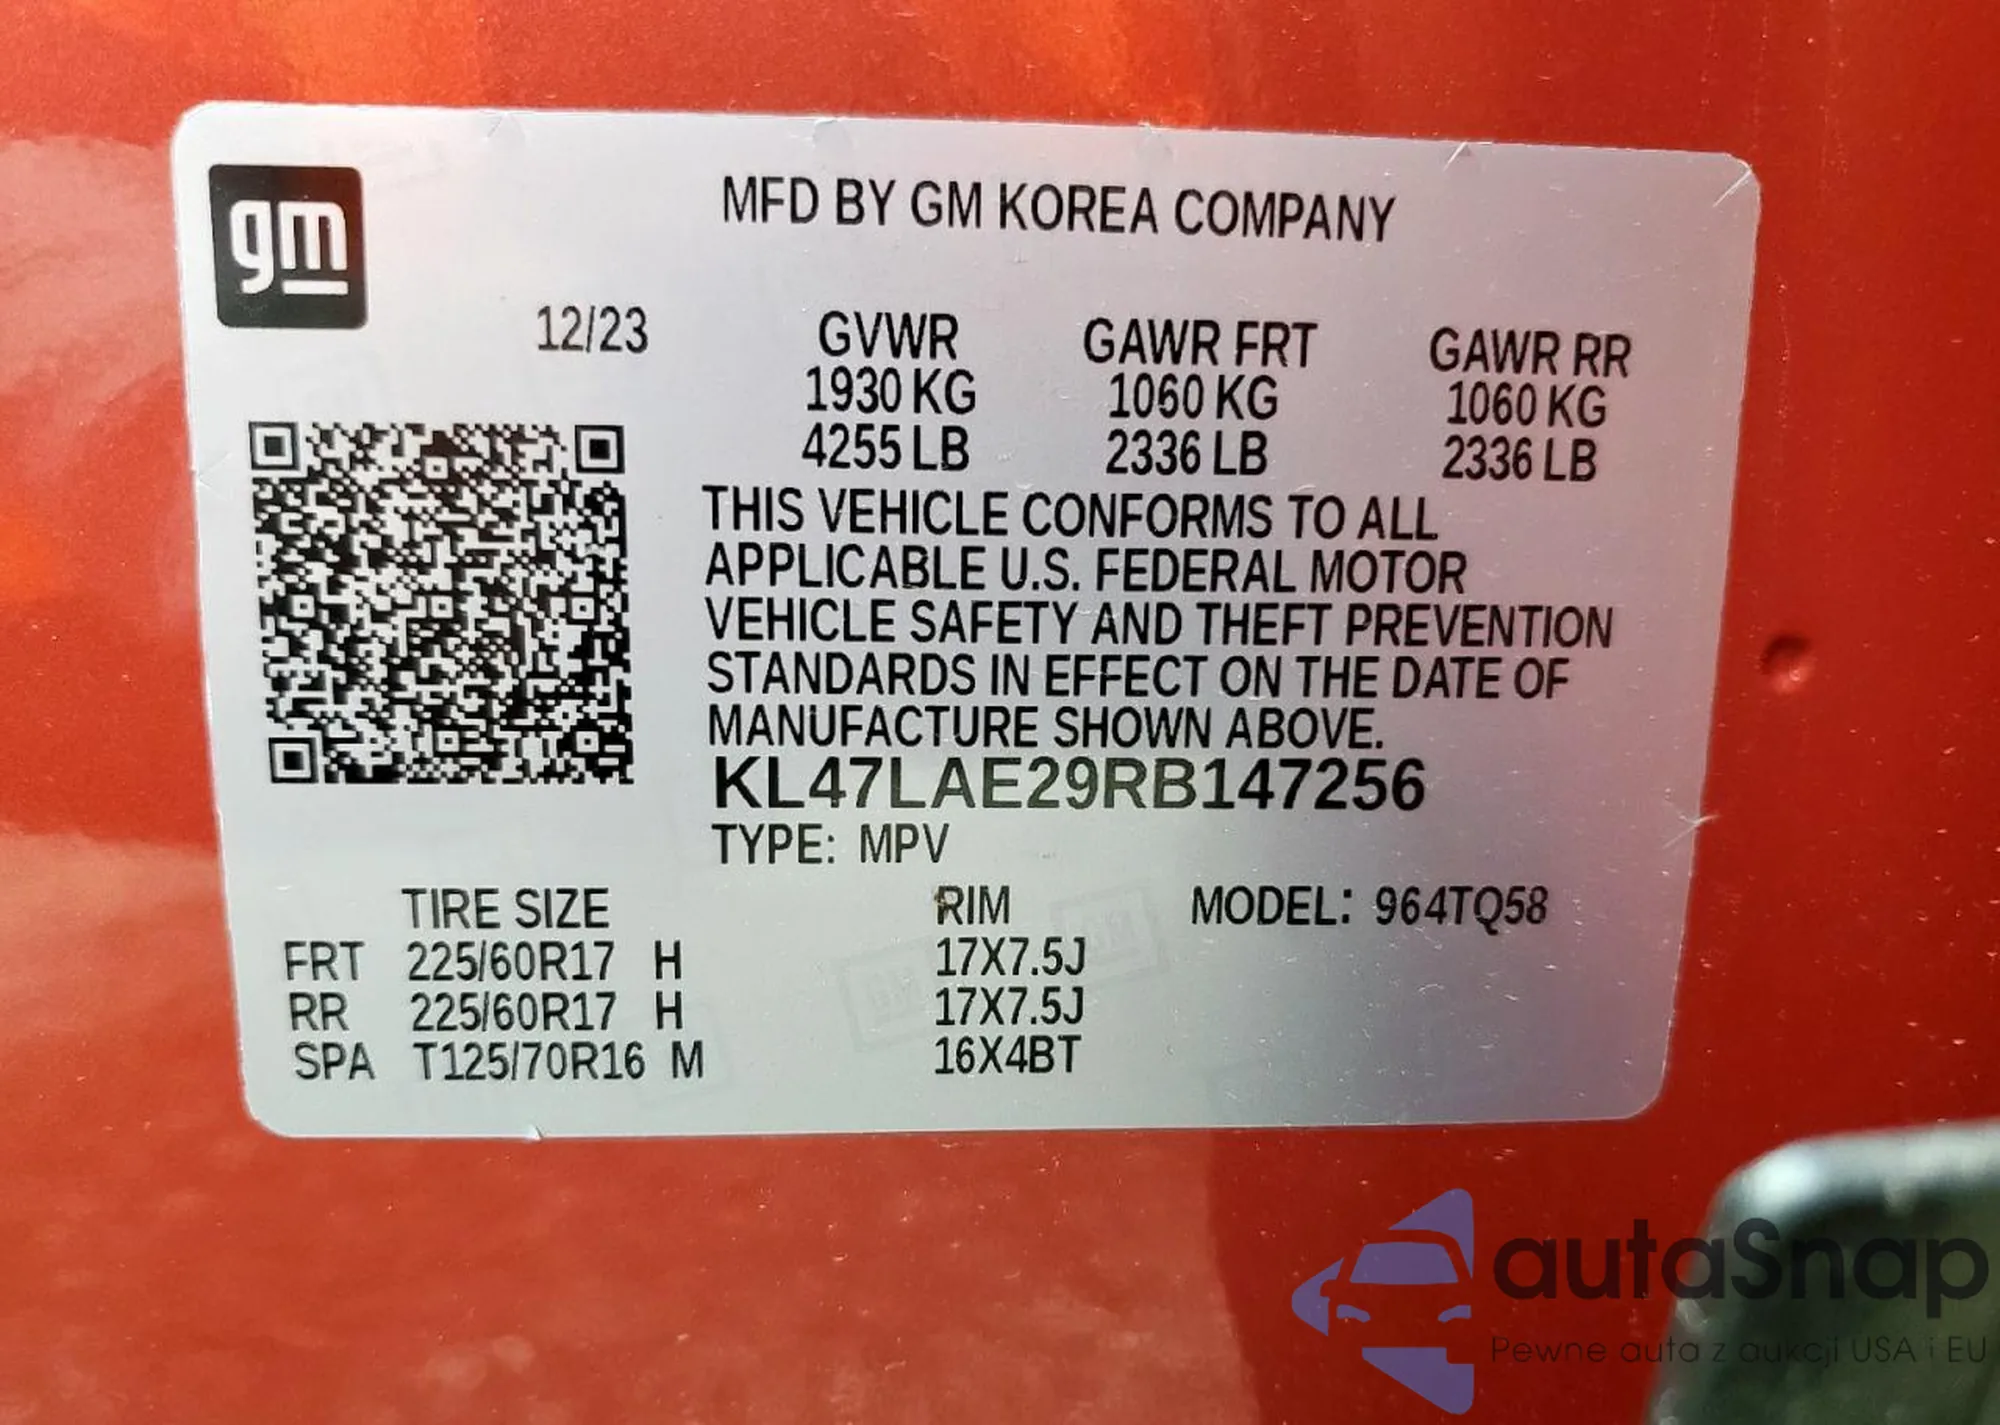 gm
MFD BY GM KOREA COMPANY
12/23
GVWR GAWR FRT GAWR RR
1930 KG 1060 KG 1060 KG
4255 LB 2336 LB 2336 LB
THIS VEHICLE CONFORMS TO ALL
APPLICABLE U.S. FEDERAL MOTOR
VEHICLE SAFETY AND THEFT PREVENTION
STANDARDS IN EFFECT ON THE DATE OF
MANUFACTURE SHOWN ABOVE.
KL47LAE29RB147256
TYPE: MPV
TIRE SIZE RIM MODEL: 964TQ58
FRT 225/60R17 H 17X7.5J
RR 225/60R17 H 17X7.5J
SPA T125/70R16 M 16X4BT
autaSnap
Pewne auta z aukcji USA i EU